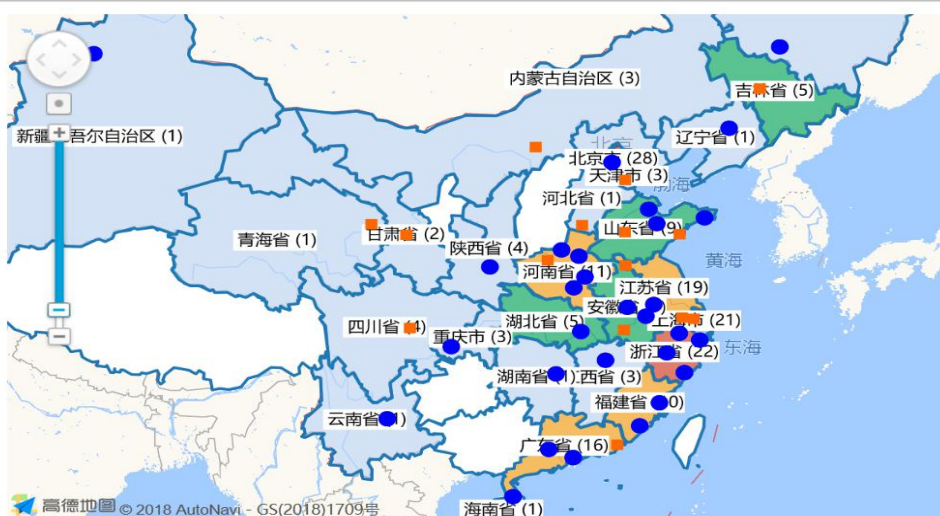 内蒙古自治区 (3)
吉林省 (5)
新疆 吾尔自治区 (1)
辽宁省 (1)
北京
北京市 (28)
天津市 (3)
渤海
河北省 (1)
青海省 (1)
甘肃省 (2)
陕西省 (4)
山东省 (9)
黄海
河南省 (11)
江苏省 (19)
安徽省
四川省 (4)
湖北省 (5)
上海市 (21)
重庆市 (3)
浙江省 (22)
东海
湖南省 (1)
西省 (3)
福建省 0)
云南省 (1)
广东省 (16)
海南省 (1)
高德地图 © 2018 AutoNavi - GS(2018)1709号